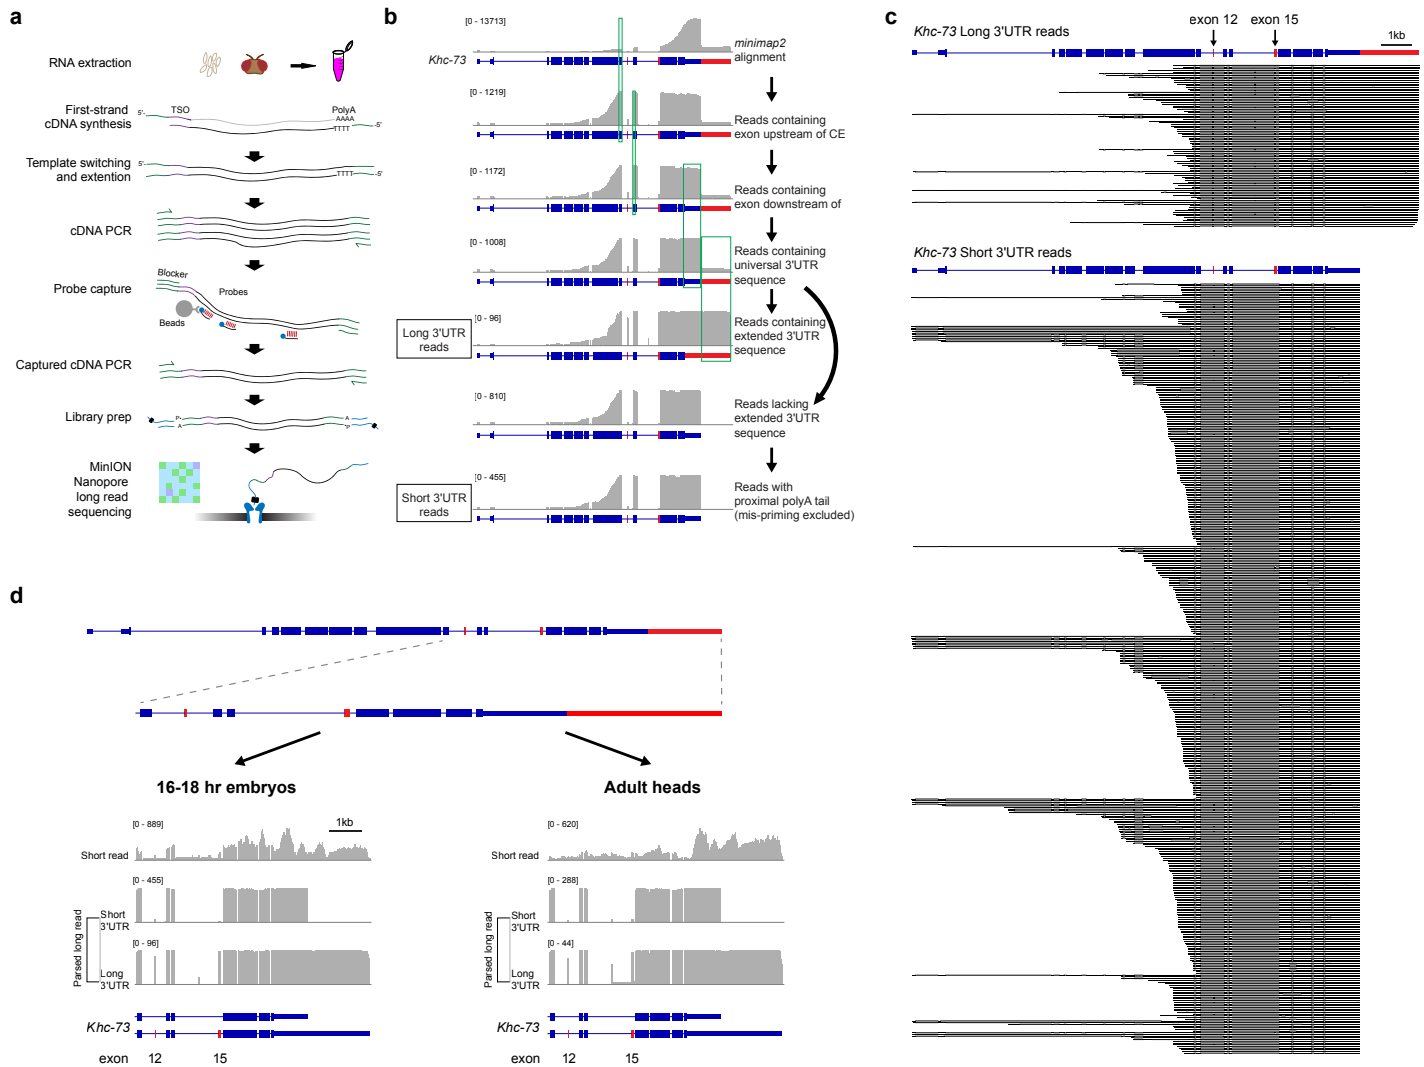 a
RNA extraction
First-strand
cDNA synthesis
5'-
TSO
PolyA
AAAA
TTTT
-5'
Template switching
and extention
5'-
TTTT
-5'
cDNA PCR
Probe capture
Blocker
Probes
Beads
Captured cDNA PCR
Library prep
P-
A
A
-P
MinION
Nanopore
long read
sequencing
b
[0 - 13713]
Khc-73
minimap2
alignment
[0 - 1219]
Reads containing
exon upstream of CE
[0 - 1172]
Reads containing
exon downstream of
[0 - 1008]
Reads containing
universal 3'UTR
sequence
[0 - 96]
Long 3'UTR
reads
Reads containing
extended 3'UTR
sequence
[0 - 810]
Reads lacking
extended 3'UTR
sequence
[0 - 455]
Short 3'UTR
reads
Reads with
proximal polyA tail
(mis-priming excluded)
c
exon 12
exon 15
Khc-73 Long 3'UTR reads
1kb
Khc-73 Short 3'UTR reads
d
16-18 hr embryos
[0 - 889]
1kb
Short read
[0 - 455]
Parsed long read
Short
3'UTR
[0 - 96]
Long
3'UTR
Khc-73
exon
12
15
Adult heads
[0 - 620]
Short read
[0 - 288]
Parsed long read
Short
3'UTR
[0 - 44]
Long
3'UTR
Khc-73
exon
12
15